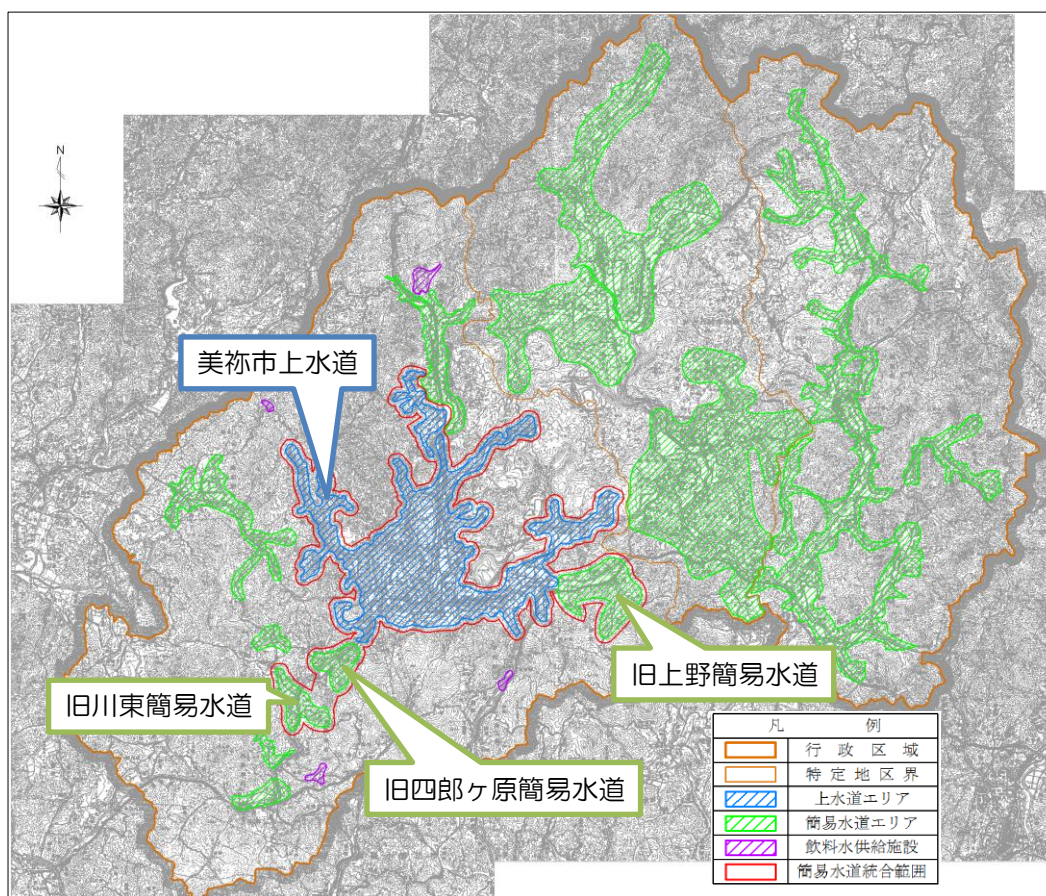 N
美祢市上水道
旧上野簡易水道
旧川東簡易水道
旧四郎ヶ原簡易水道
凡 例
行政区域
特定地区界
上水道エリア
簡易水道エリア
飲料水供給施設
簡易水道統合範囲